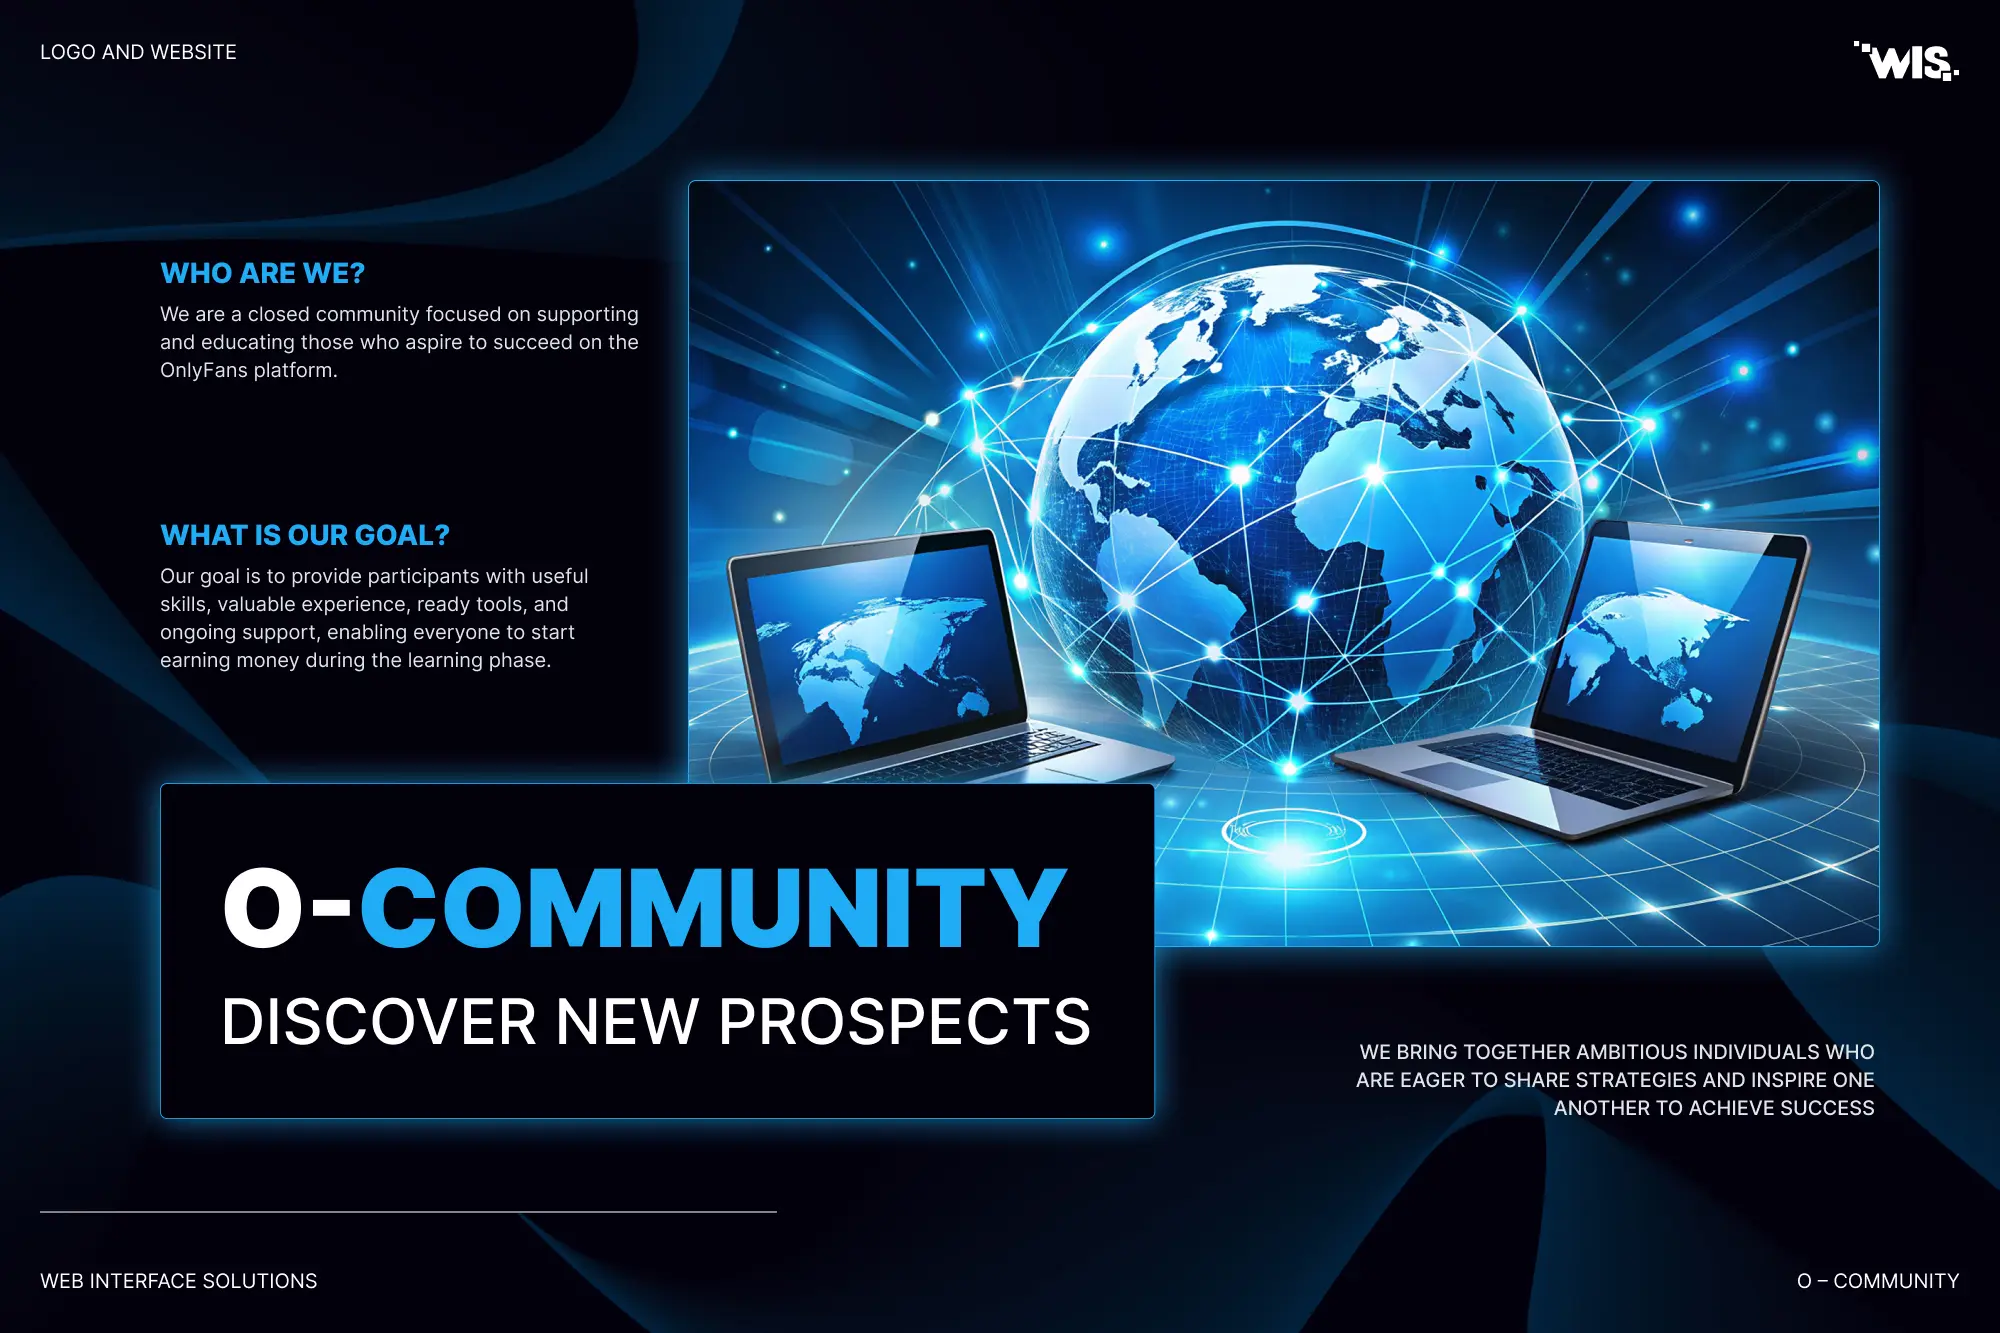 LOGO AND WEBSITE
WIS
WHO ARE WE?
We are a closed community focused on supporting
and educating those who aspire to succeed on the
OnlyFans platform.
WHAT IS OUR GOAL?
Our goal is to provide participants with useful
skills, valuable experience, ready tools, and
ongoing support, enabling everyone to start
earning money during the learning phase.
O-COMMUNITY
DISCOVER NEW PROSPECTS
WE BRING TOGETHER AMBITIOUS INDIVIDUALS WHO
ARE EAGER TO SHARE STRATEGIES AND INSPIRE ONE
ANOTHER TO ACHIEVE SUCCESS
WEB INTERFACE SOLUTIONS
O – COMMUNITY